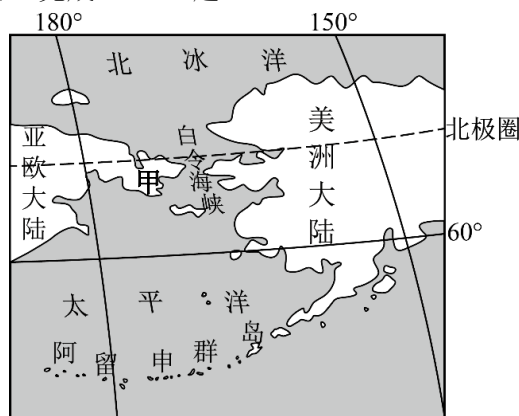 180°
150°
北冰洋
亚欧大陆
白令海峡
美洲大陆
北极圈
甲
60°
太平洋
阿留申群岛